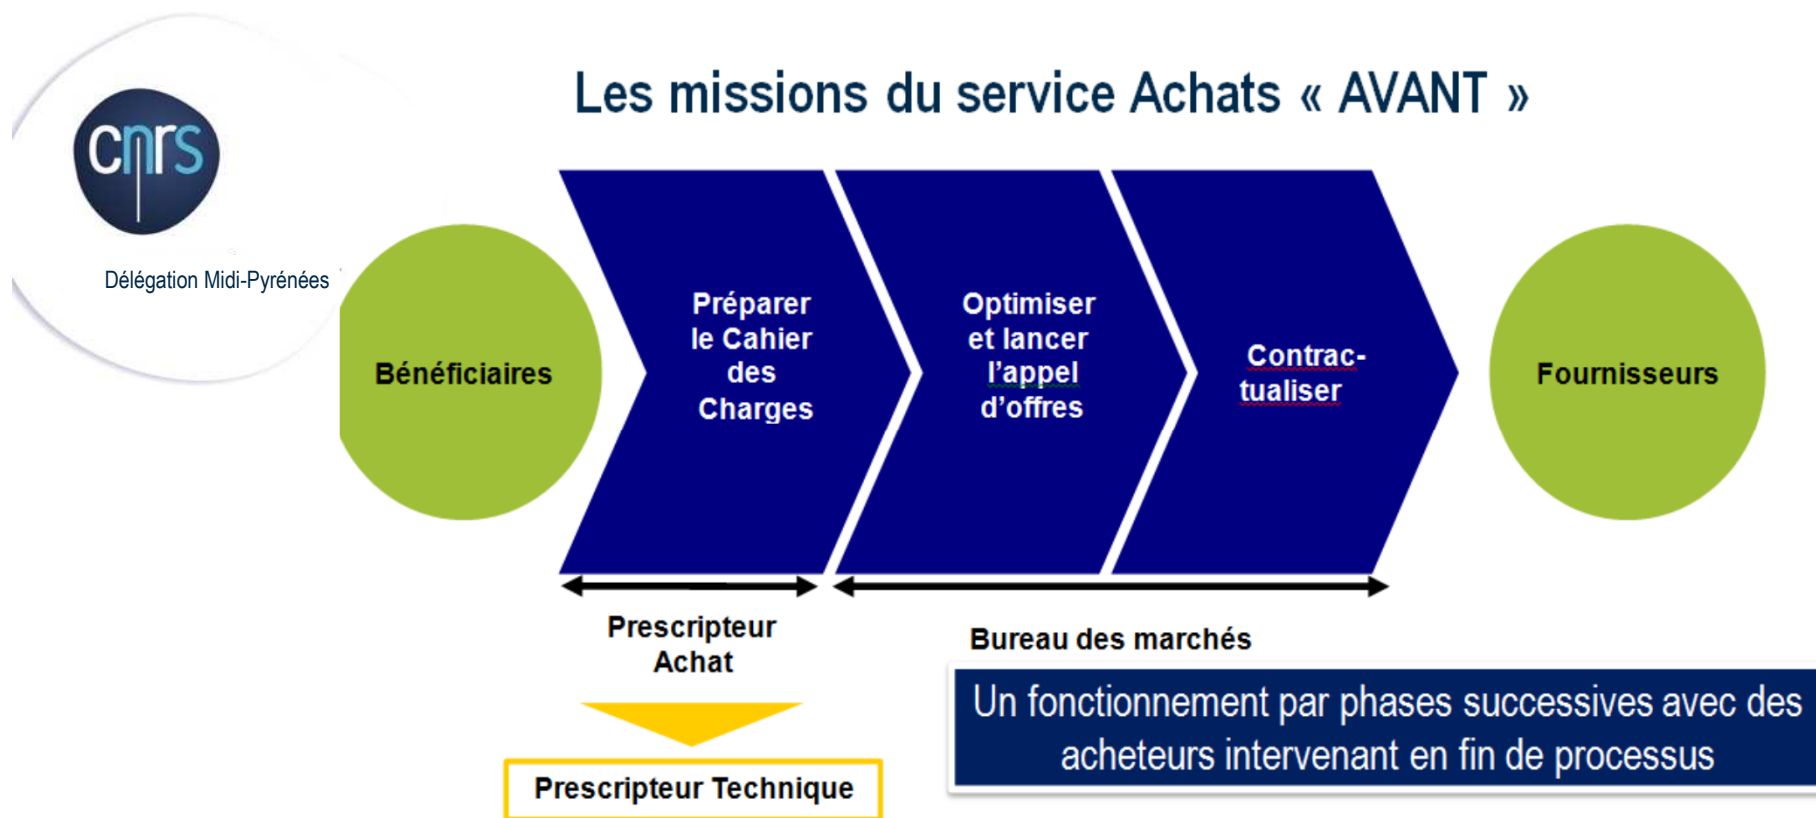 Les missions du service Achats « AVANT »
cnrs
Délégation Midi-Pyrénées
Bénéficiaires
Préparer
le Cahier
des
Charges
Optimiser
et lancer
l’appel
d’offres
Contrac-
tualiser
Fournisseurs
Prescripteur
Achat
Bureau des marchés
Prescripteur Technique
Un fonctionnement par phases successives avec des
acheteurs intervenant en fin de processus